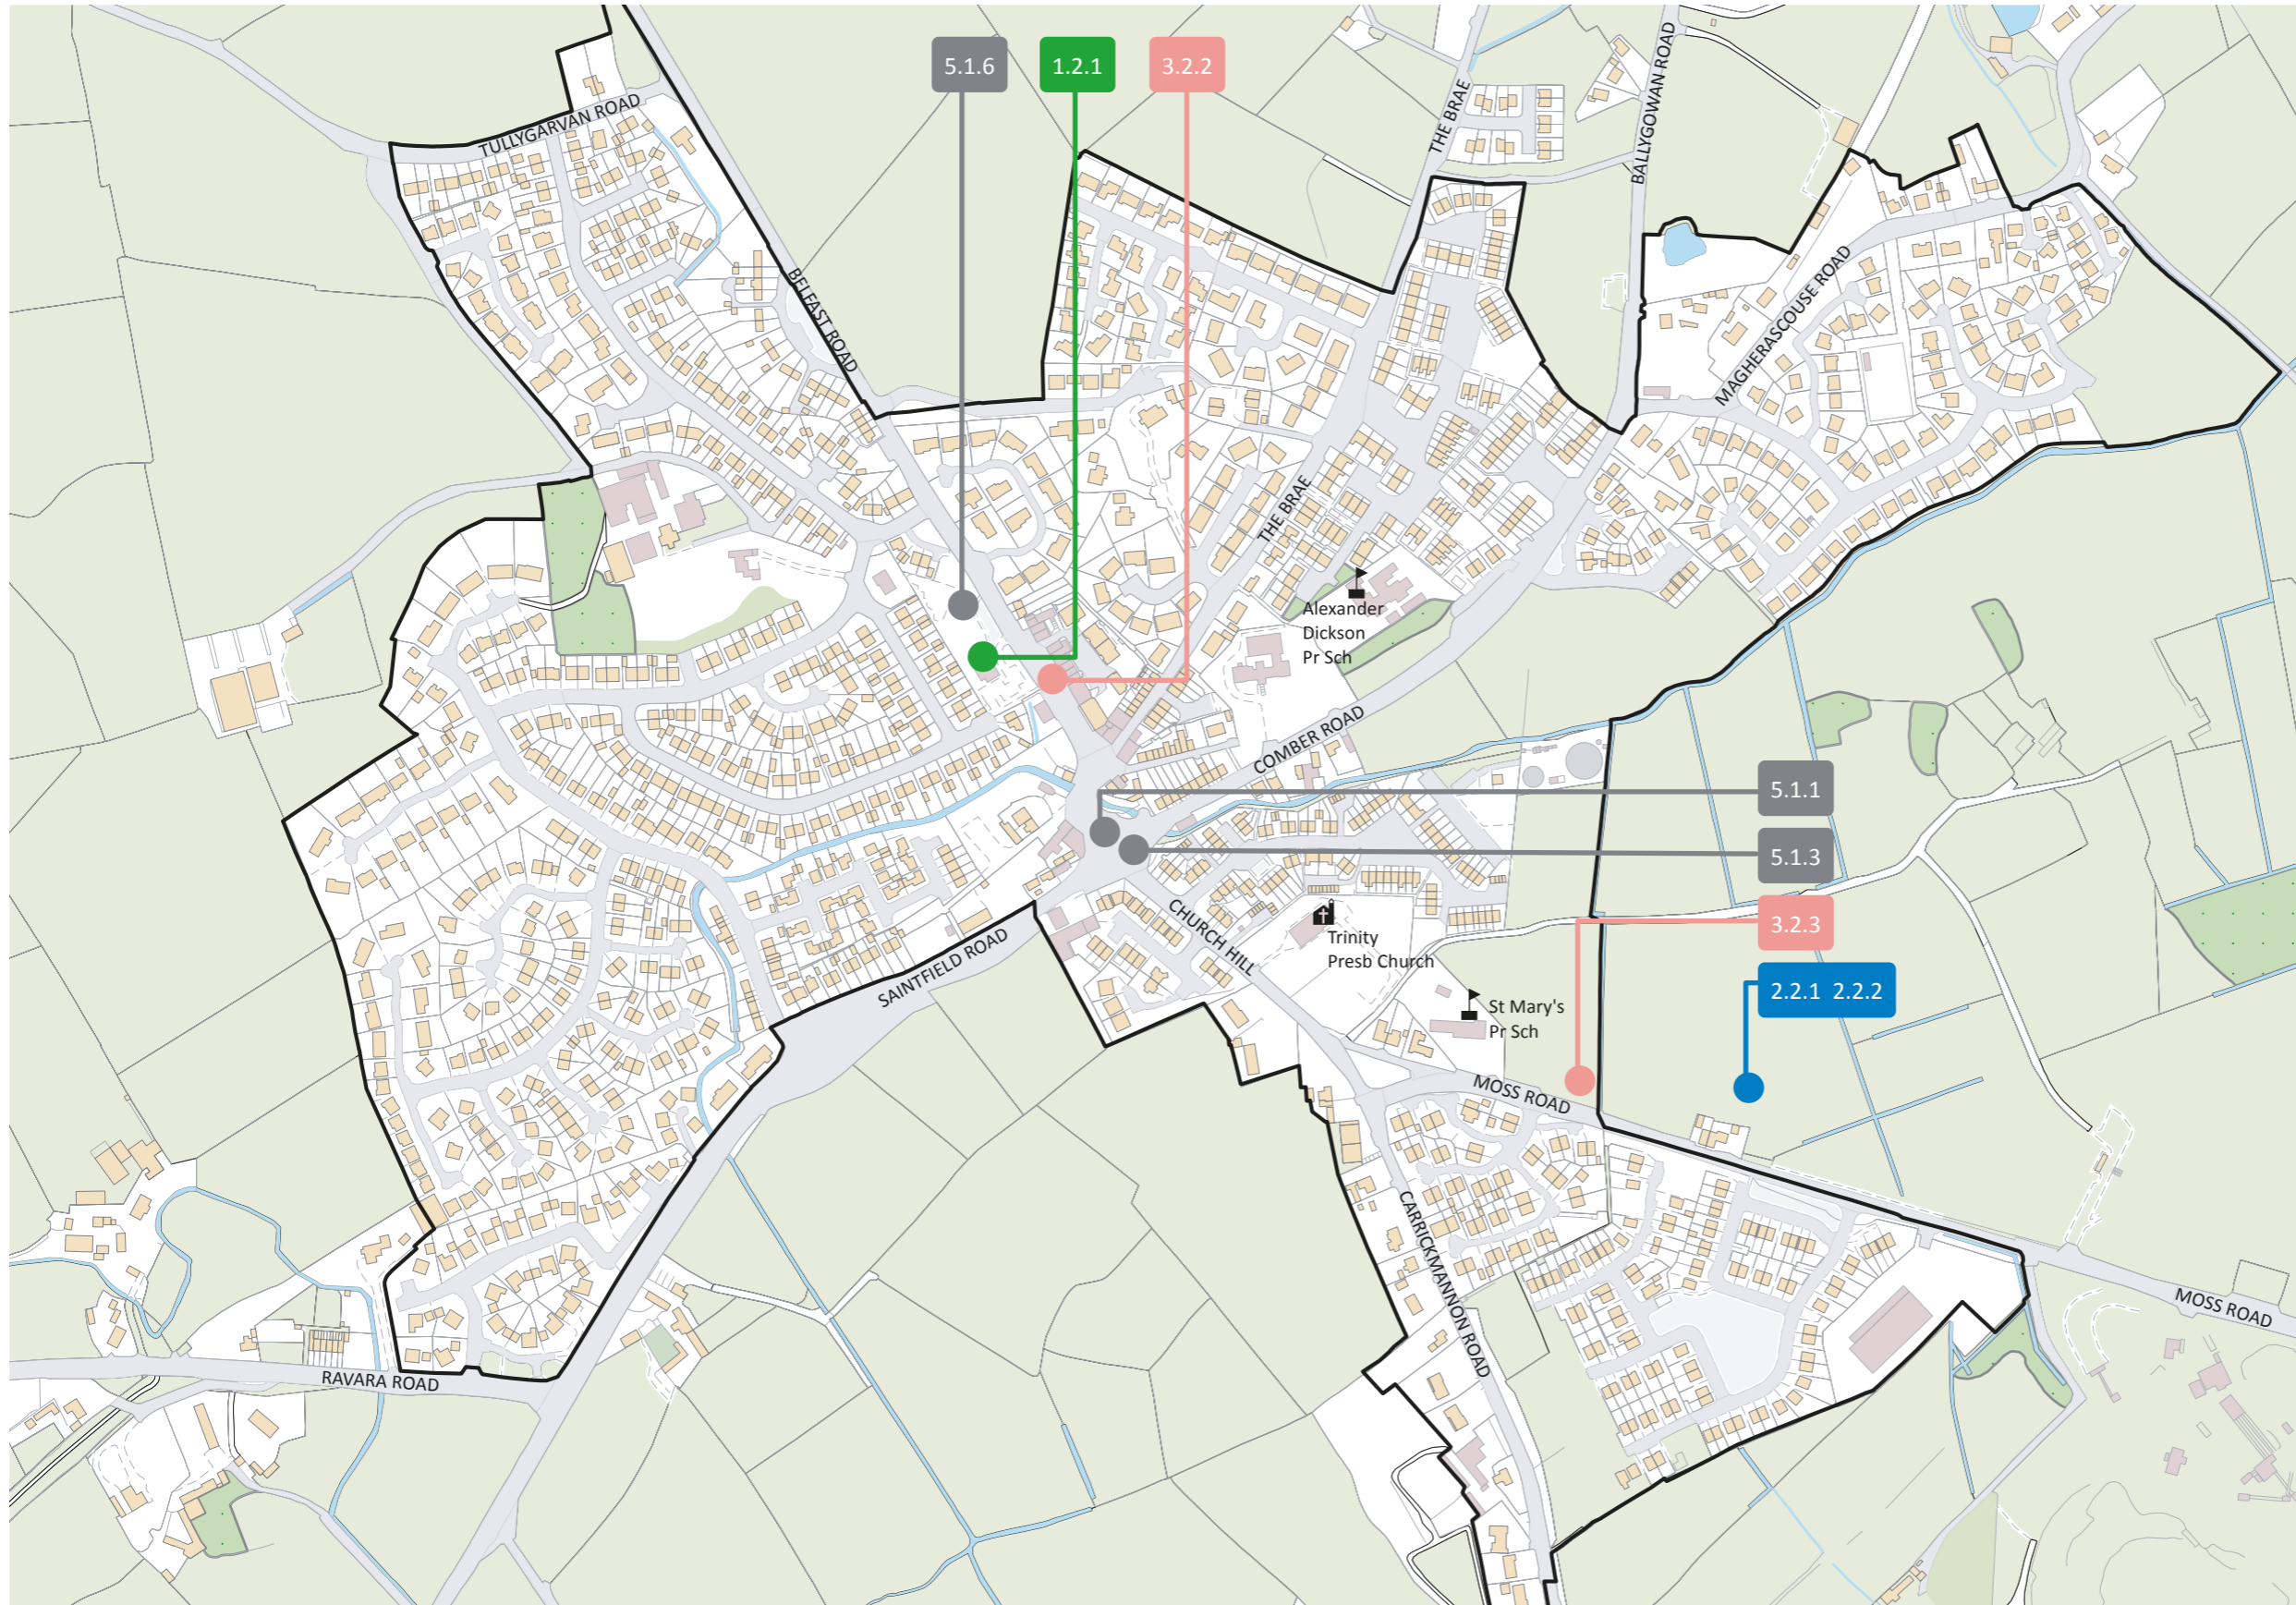 5.1.6
1.2.1
3.2.2
TULLYGARVAN ROAD
THE BRAE
BALLYGOWAN ROAD
BELFAST ROAD
MAGHERASCOUSE ROAD
THE BRAE
Alexander
Dickson
Pr Sch
COMBER ROAD
5.1.1
5.1.3
3.2.3
2.2.1 2.2.2
CHURCH HILL
Trinity
Presb Church
SAINTFIELD ROAD
St Mary's
Pr Sch
MOSS ROAD
CARRICKMANNON ROAD
MOSS ROAD
RAVARA ROAD